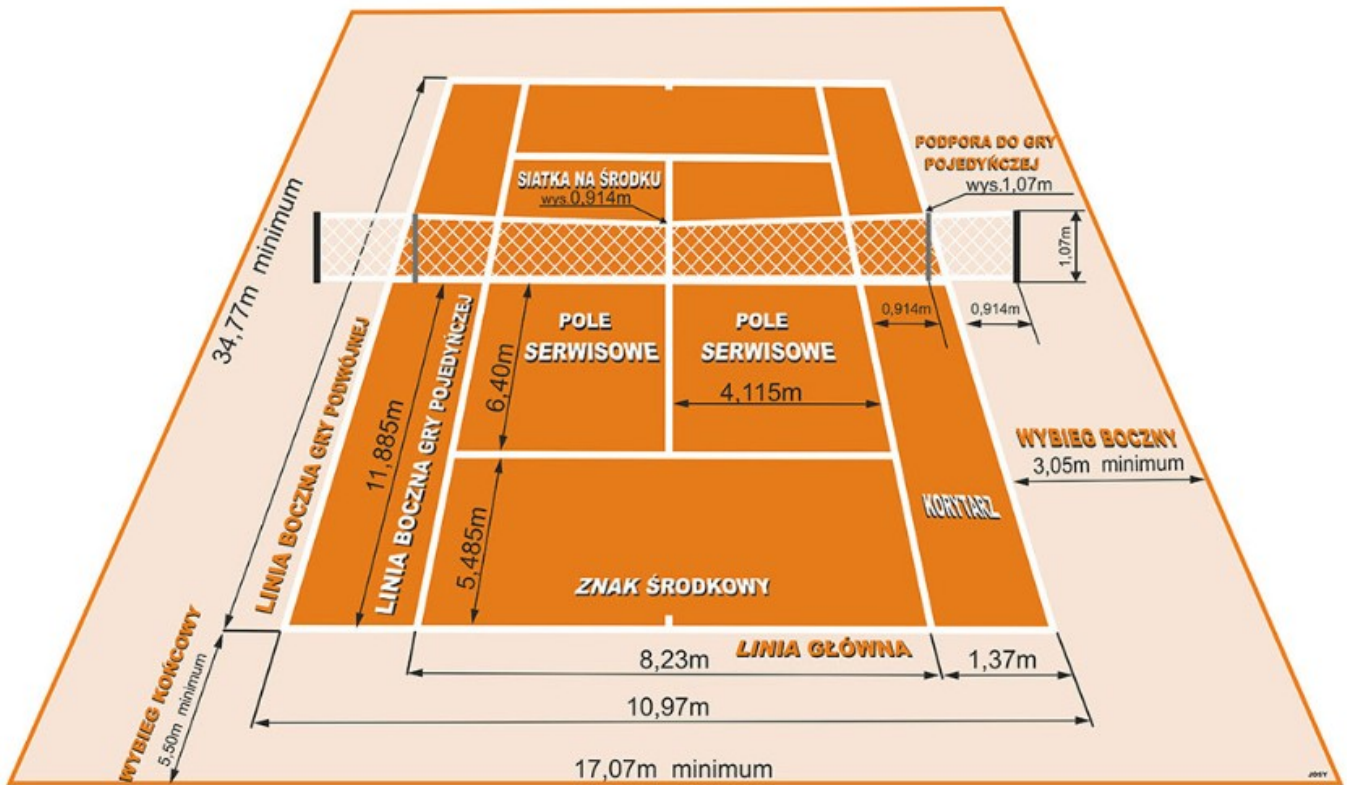 PODPORA DO GRY
POJEDYŃCZEJ
wys.1,07m
SIATKA NA ŚRODKU
wys.0,914m
34,77m minimum
1,07m
0,914m
0,914m
POLE
SERWISOWE
POLE
SERWISOWE
LINIA BOCZNA GRY PODWÓJNEJ
LINIA BOCZNA GRY POJEDYŃCZEJ
11,885m
6,40m
4,115m
WYBIEG BOCZNY
3,05m minimum
KORYTARZ
5,485m
ZNAK ŚRODKOWY
LINIA GŁÓWNA
WYBIEG KOŃCOWY
5,50m minimum
8,23m
1,37m
10,97m
17,07m minimum
JOSY